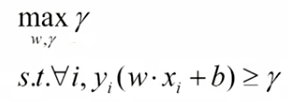 max γ
w,γ
s.t.∀i, yᵢ(w·xᵢ+b) ≥ γ